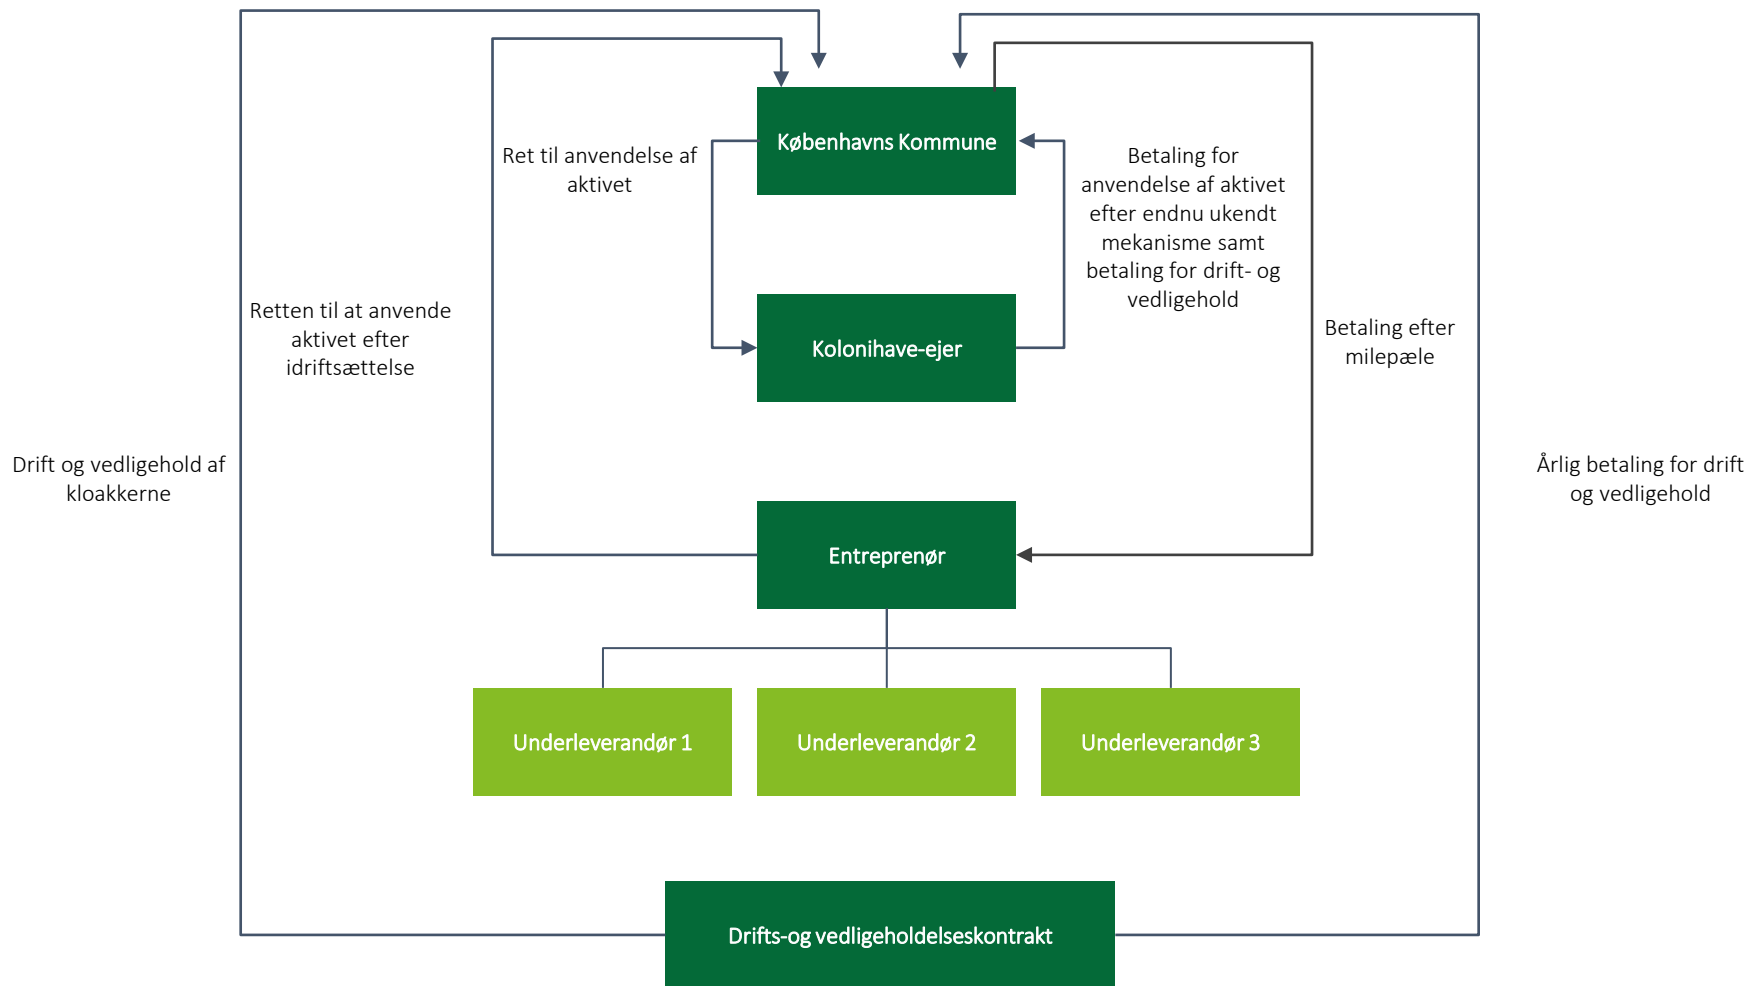 Københavns Kommune
Ret til anvendelse af
aktivet
Betaling for
anvendelse af aktivet
efter endnu ukendt
mekanisme samt
betaling for drift- og
vedligehold
Retten til at anvende
aktivet efter
idriftsættelse
Kolonihave-ejer
Betaling efter
milepæle
Drift og vedligehold af
kloakkerne
Årlig betaling for drift
og vedligehold
Entreprenør
Underleverandør 1
Underleverandør 2
Underleverandør 3
Drifts-og vedligeholdelseskontrakt